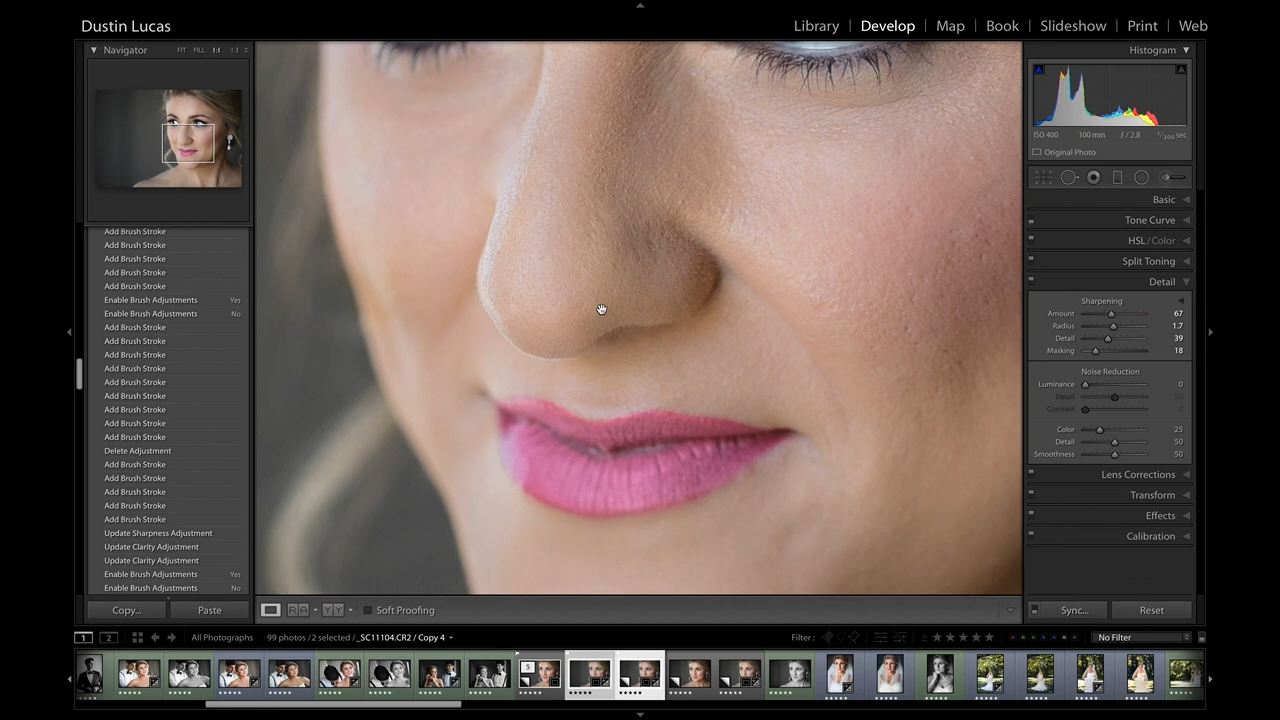 Dustin Lucas
Library | Develop | Map | Book | Slideshow | Print | Web
Navigator FIT FILL 1:1 1:3
Histogram
ISO 400 100 mm ƒ / 2.8 1/100 sec
Original Photo
Basic
Tone Curve
HSL / Color
Split Toning
Detail
Sharpening
Amount 67
Radius 1.7
Detail 39
Masking 18
Noise Reduction
Luminance 0
Detail 50
Contrast 0
Color 25
Detail 50
Smoothness 50
Lens Corrections
Transform
Effects
Calibration
Add Brush Stroke
Add Brush Stroke
Add Brush Stroke
Add Brush Stroke
Add Brush Stroke
Enable Brush Adjustments Yes
Enable Brush Adjustments No
Add Brush Stroke
Add Brush Stroke
Add Brush Stroke
Add Brush Stroke
Add Brush Stroke
Add Brush Stroke
Add Brush Stroke
Add Brush Stroke
Add Brush Stroke
Delete Adjustment
Add Brush Stroke
Add Brush Stroke
Add Brush Stroke
Add Brush Stroke
Add Brush Stroke
Update Sharpness Adjustment
Update Clarity Adjustment
Update Clarity Adjustment
Enable Brush Adjustments Yes
Enable Brush Adjustments No
Copy... Paste
R A Y Y Soft Proofing
Sync... Reset
1 2 All Photographs 99 photos / 2 selected / _SC11104.CR2 / Copy 4 Filter : ≥ ★★★★★ No Filter
5